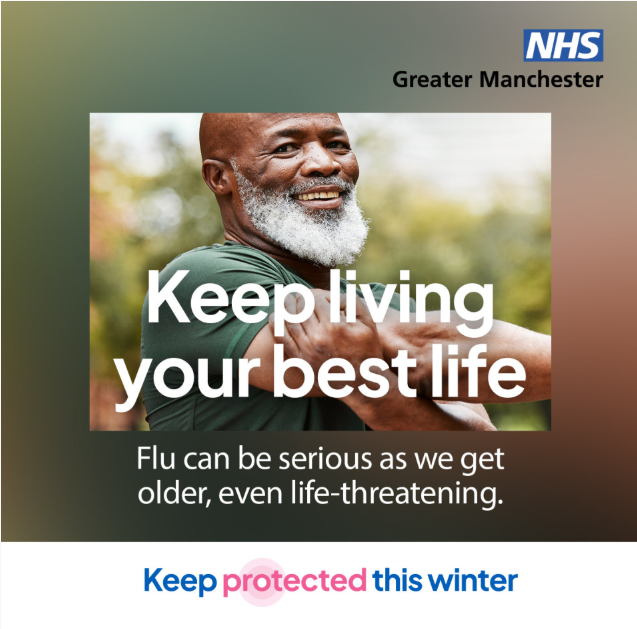 NHS
Greater Manchester
Keep living
your best life
Flu can be serious as we get
older, even life-threatening.
Keep protected this winter